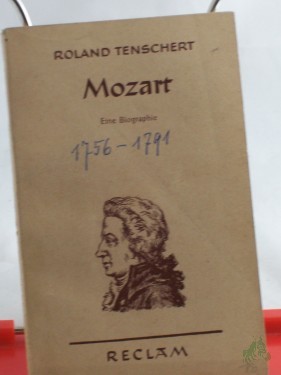 ROLAND TENSCHERT
Mozart
Eine Biographie
1756-1791
RECLAM